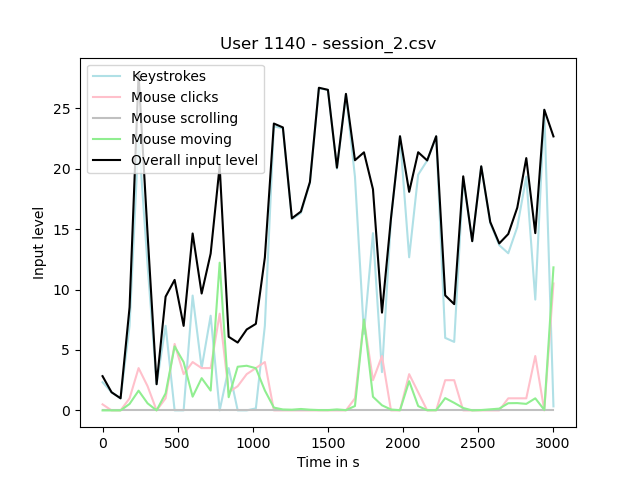 User 1140 - session_2.csv
Keystrokes
Mouse clicks
Mouse scrolling
Mouse moving
Overall input level
Input level
25
20
15
10
5
0
0 500 1000 1500 2000 2500 3000
Time in s